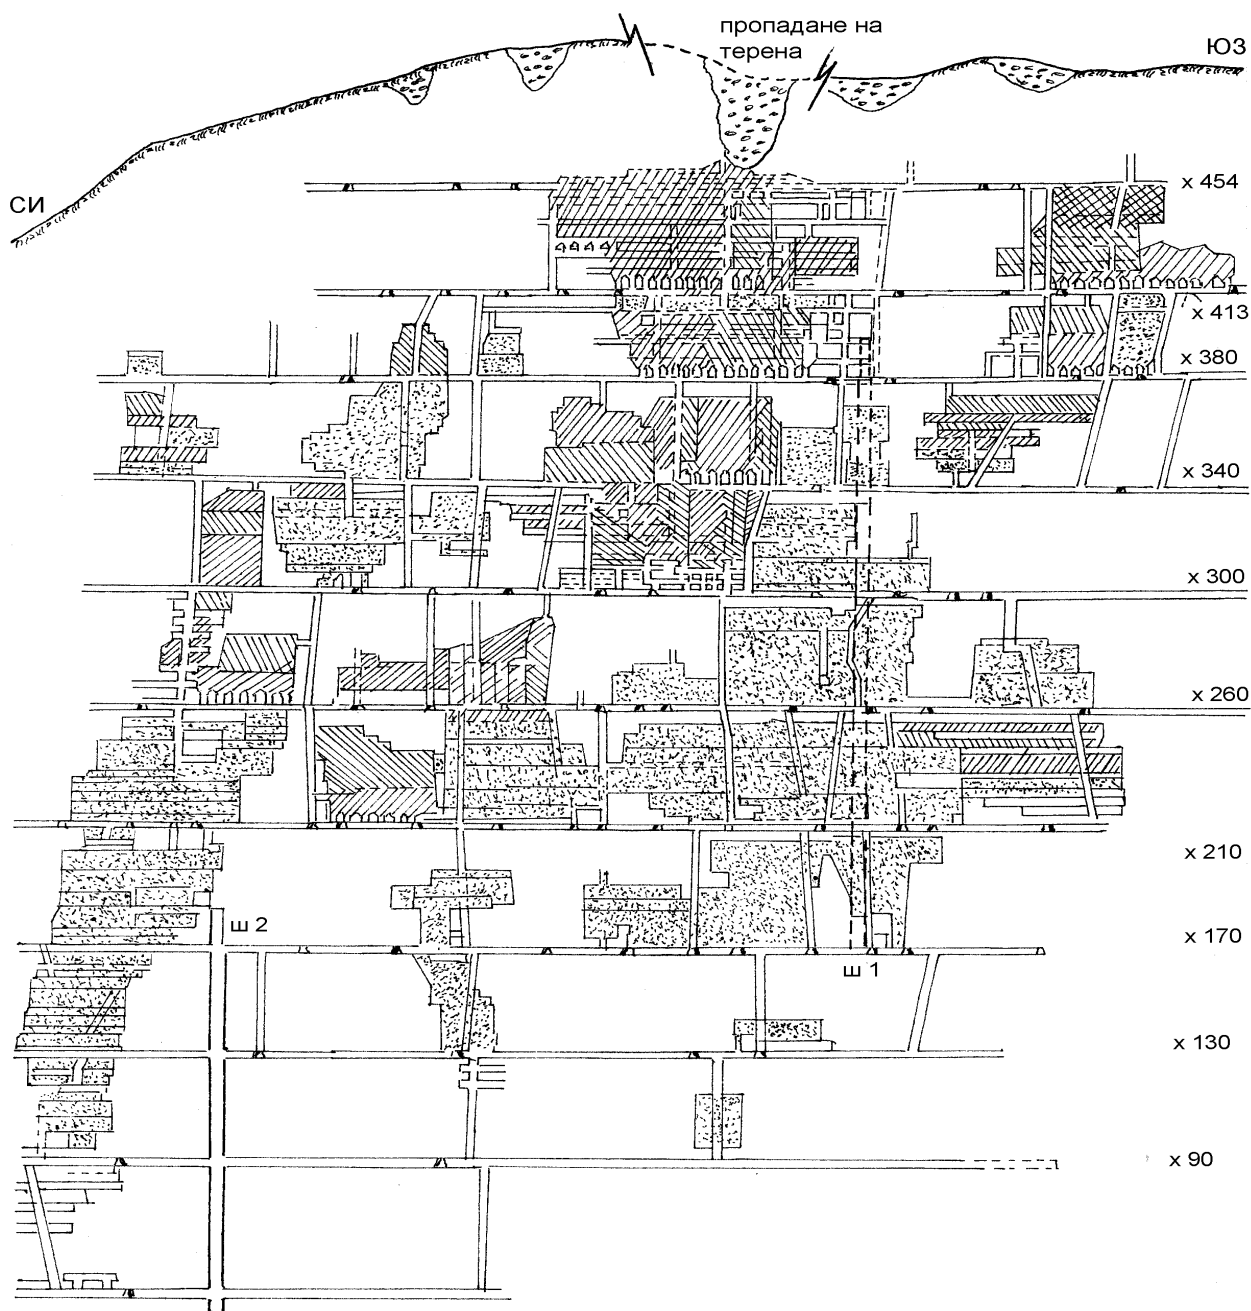 пропадане на
терена
ЮЗ
СИ
х 454
х 413
х 380
х 340
х 300
х 260
х 210
ш 2
х 170
ш 1
х 130
х 90